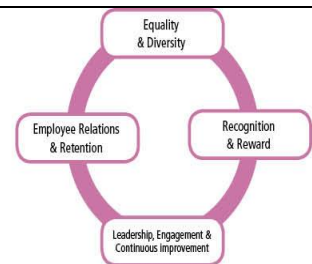 Equality
& Diversity
Employee Relations
& Retention
Recognition
& Reward
Leadership, Engagement &
Continuous Improvement